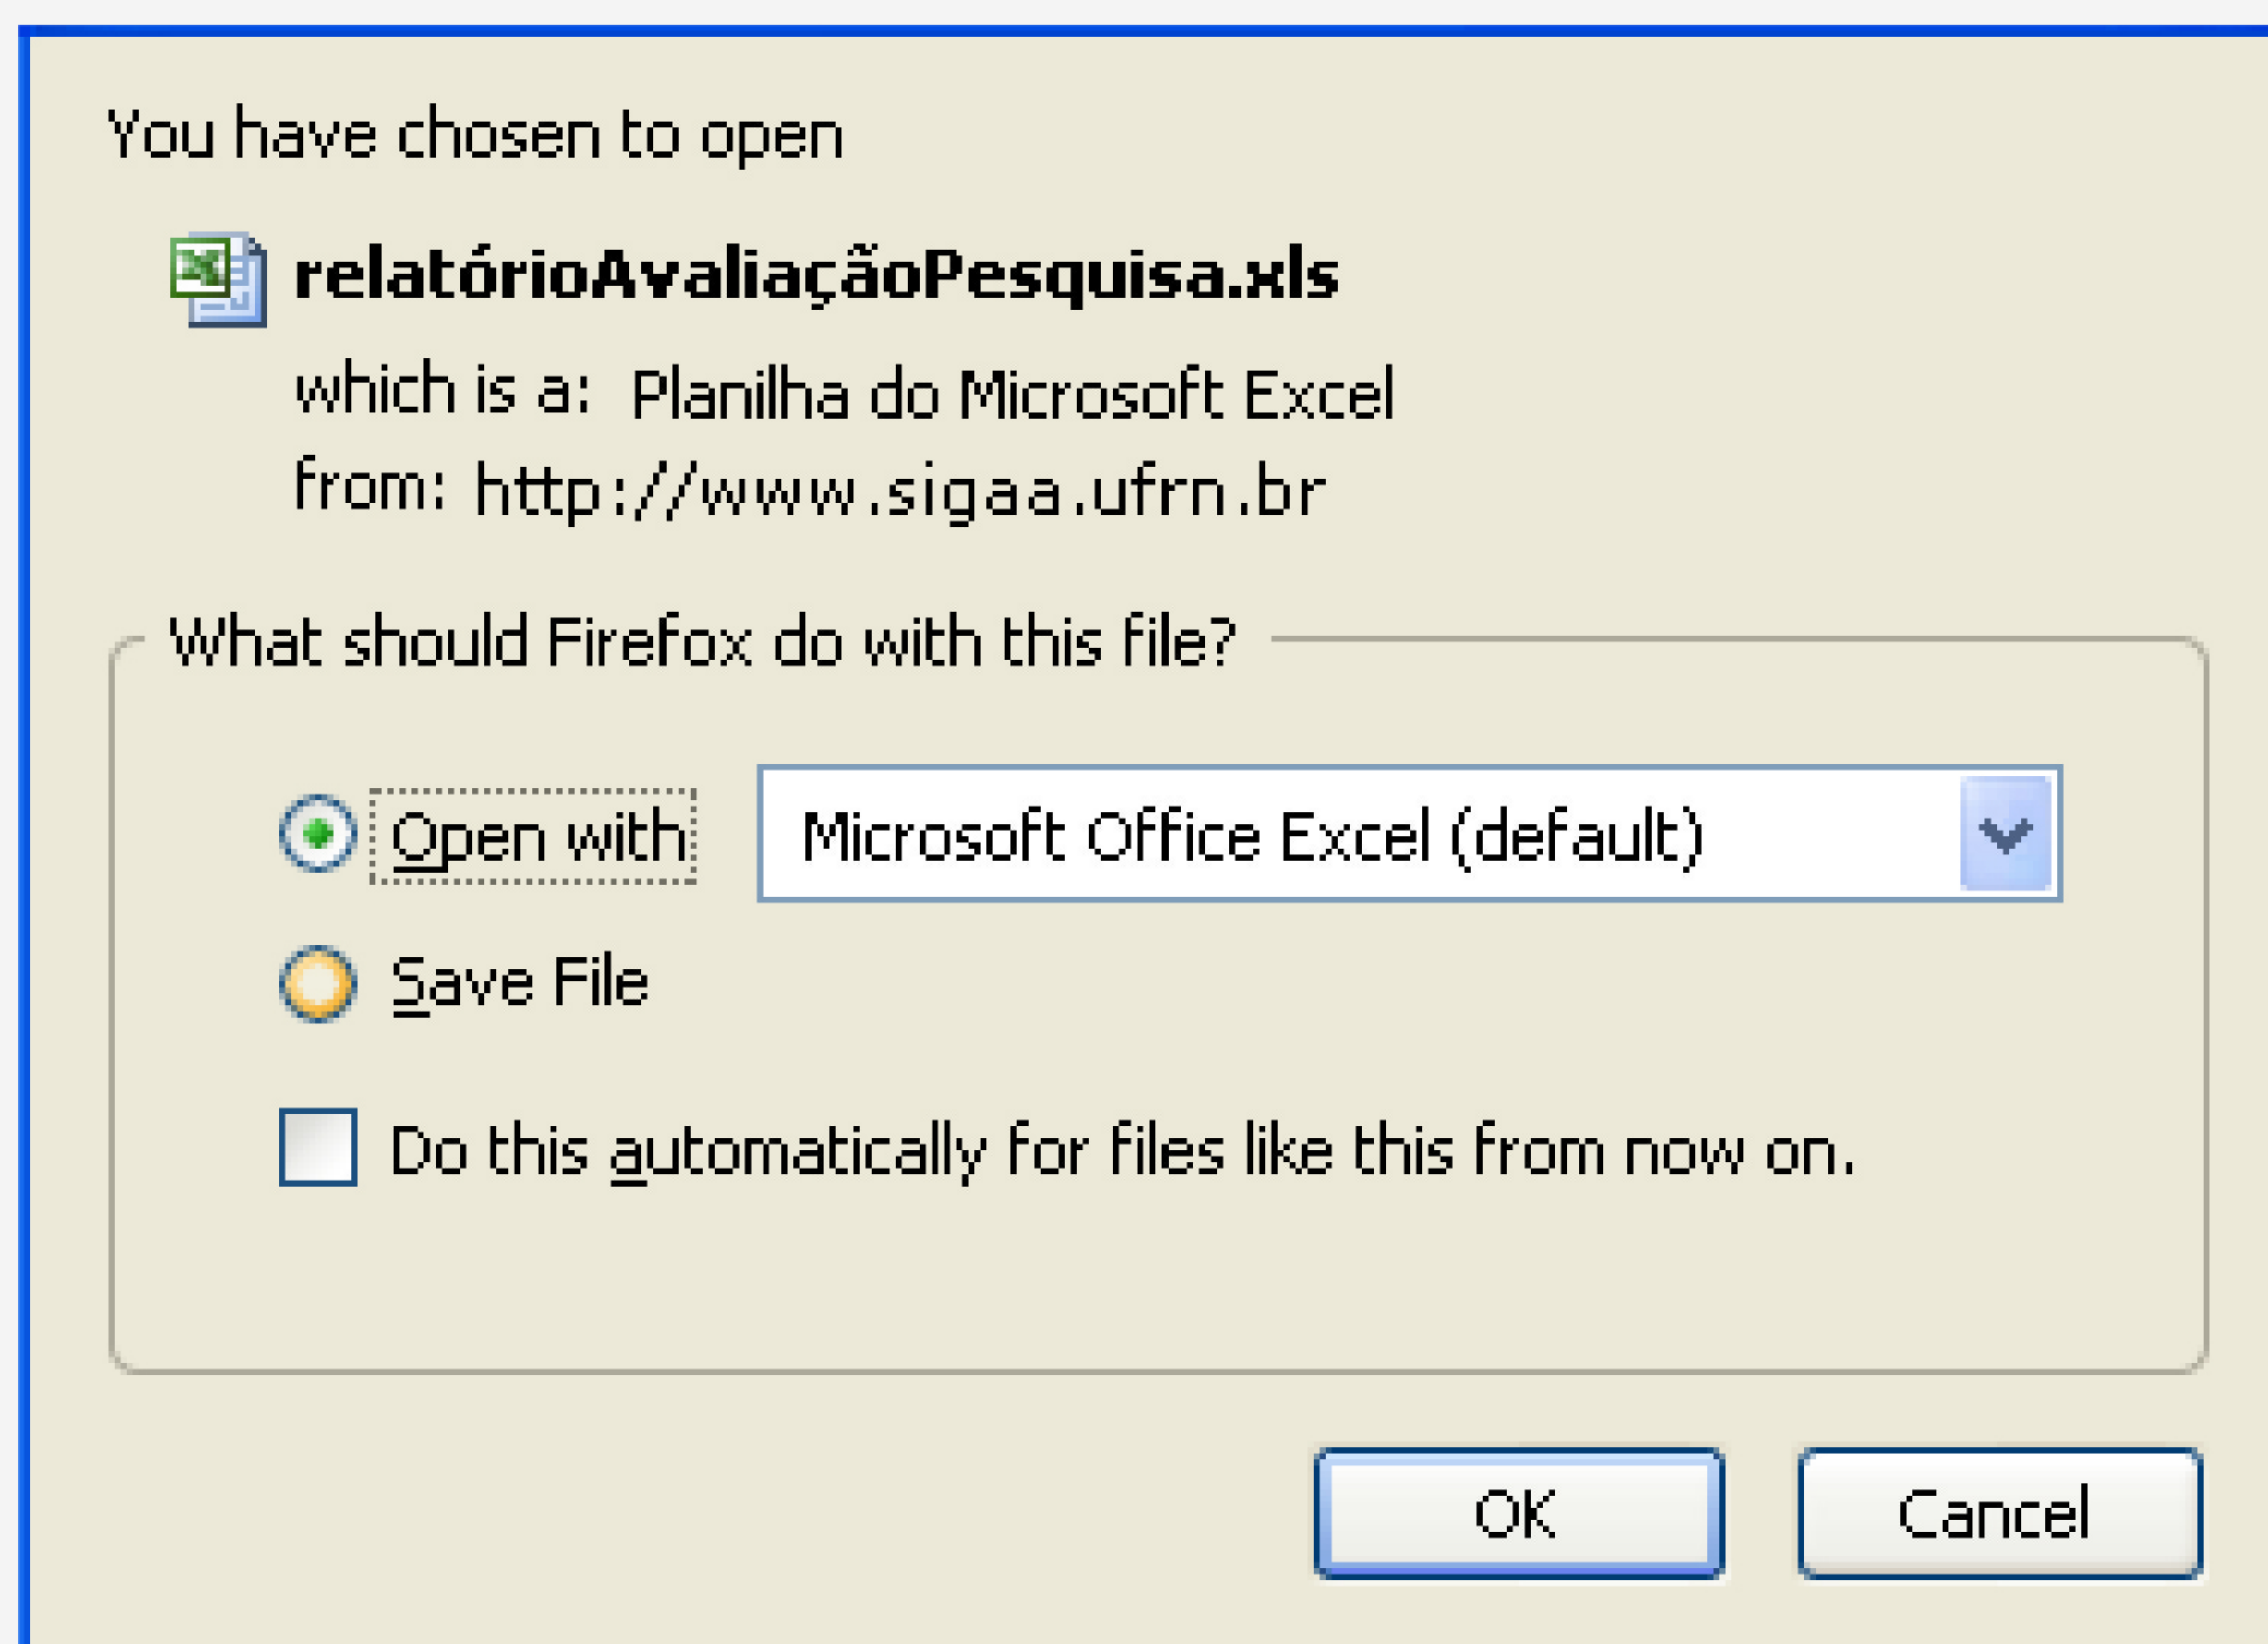 You have chosen to open
relatórioAvaliaçãoPesquisa.xls
which is a: Planilha do Microsoft Excel
from: http://www.sigaa.ufrn.br
What should Firefox do with this file?
Open with Microsoft Office Excel (default)
Save File
Do this automatically for files like this from now on.
OK Cancel